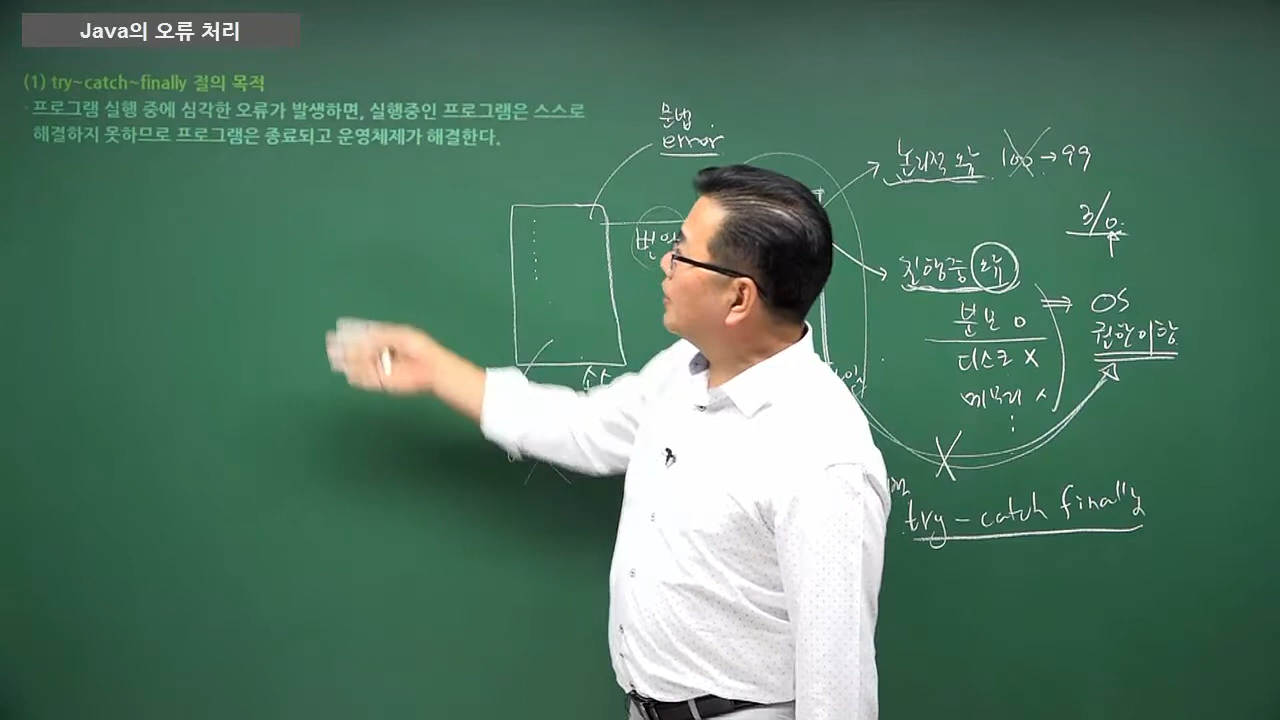 Java의 오류 처리
(1) try~catch~finally 절의 목적
· 프로그램 실행 중에 심각한 오류가 발생하면, 실행중인 프로그램은 스스로
해결하지 못하므로 프로그램은 종료되고 운영체제가 해결한다.
문법
error
번역
논리적 오류 100→99
3/0
진행중 오류
분모 0
디스크 X
메모리
⇒ OS
권한이양
try - catch finally